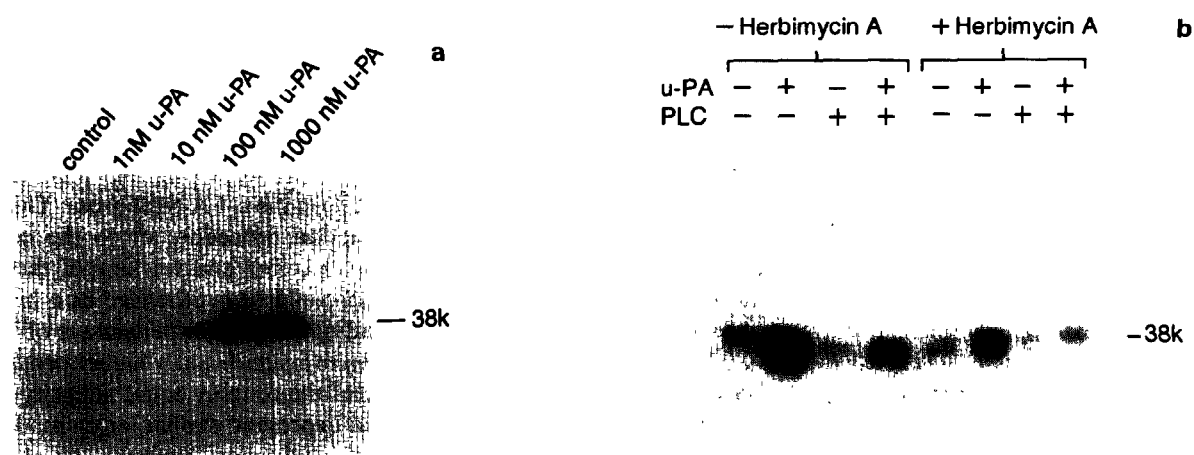 a
control
1nM u-PA
10 nM u-PA
100 nM u-PA
1000 nM u-PA
— 38k
b
– Herbimycin A + Herbimycin A
u-PA – + – + – + – +
PLC – – + + – – + +
–38k